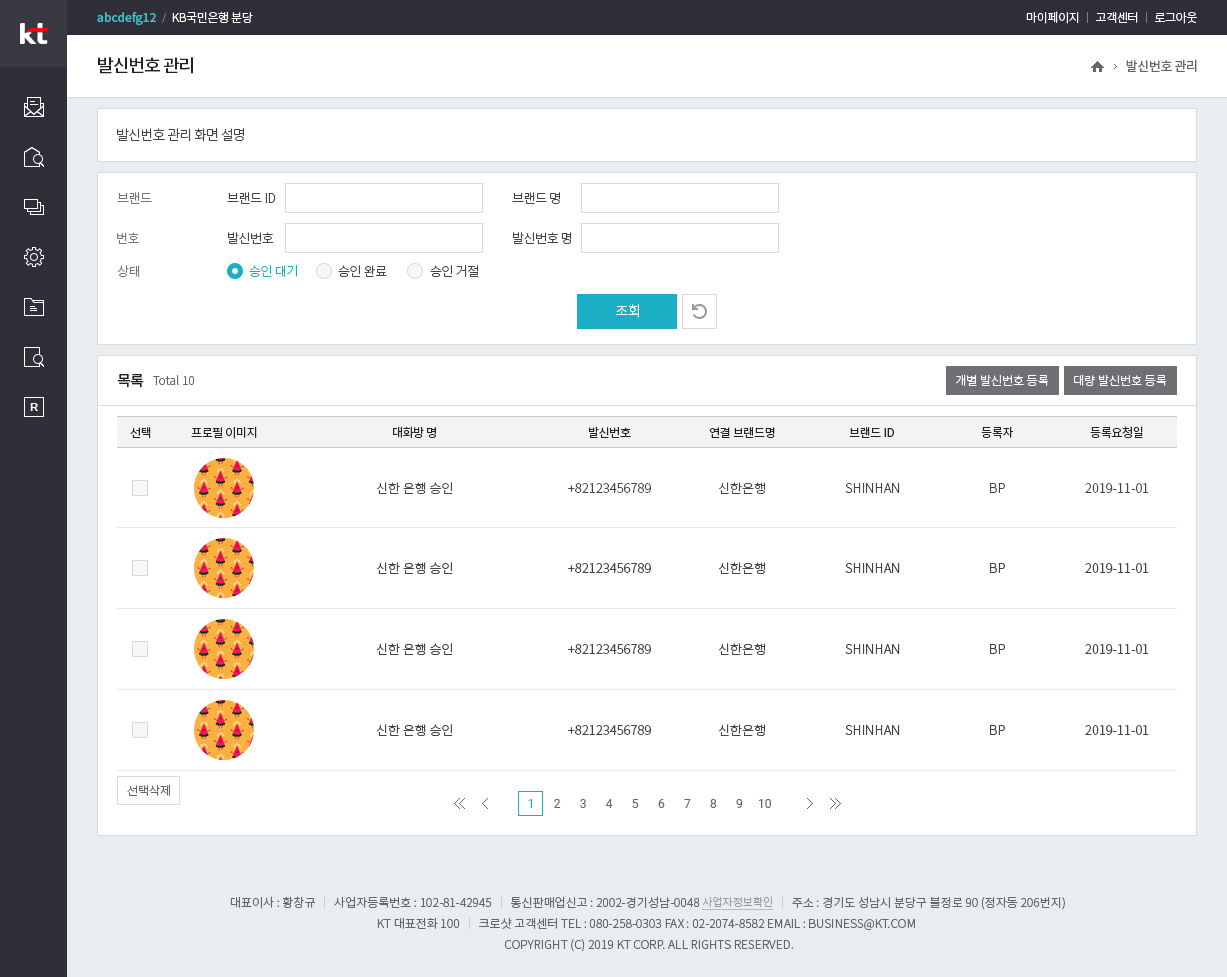 kt
abcdefg12 / KB국민은행 분당
마이페이지 | 고객센터 | 로그아웃
발신번호 관리
발신번호 관리
발신번호 관리 화면 설명
브랜드 브랜드 ID 브랜드 명
번호 발신번호 발신번호 명
상태 승인 대기 승인 완료 승인 거절
조회
목록 Total 10 개별 발신번호 등록 대량 발신번호 등록
선택 프로필 이미지 대화방 명 발신번호 연결 브랜드명 브랜드 ID 등록자 등록요청일
신한 은행 승인 +82123456789 신한은행 SHINHAN BP 2019-11-01
신한 은행 승인 +82123456789 신한은행 SHINHAN BP 2019-11-01
R
신한 은행 승인 +82123456789 신한은행 SHINHAN BP 2019-11-01
신한 은행 승인 +82123456789 신한은행 SHINHAN BP 2019-11-01
선택삭제
1 2 3 4 5 6 7 8 9 10
대표이사 : 황창규 | 사업자등록번호 : 102-81-42945 | 통신판매업신고 : 2002-경기성남-0048 사업자정보확인 | 주소 : 경기도 성남시 분당구 불정로 90 (정자동 206번지)
KT 대표전화 100 | 크로샷 고객센터 TEL : 080-258-0303 FAX : 02-2074-8582 EMAIL : BUSINESS@KT.COM
COPYRIGHT (C) 2019 KT CORP. ALL RIGHTS RESERVED.